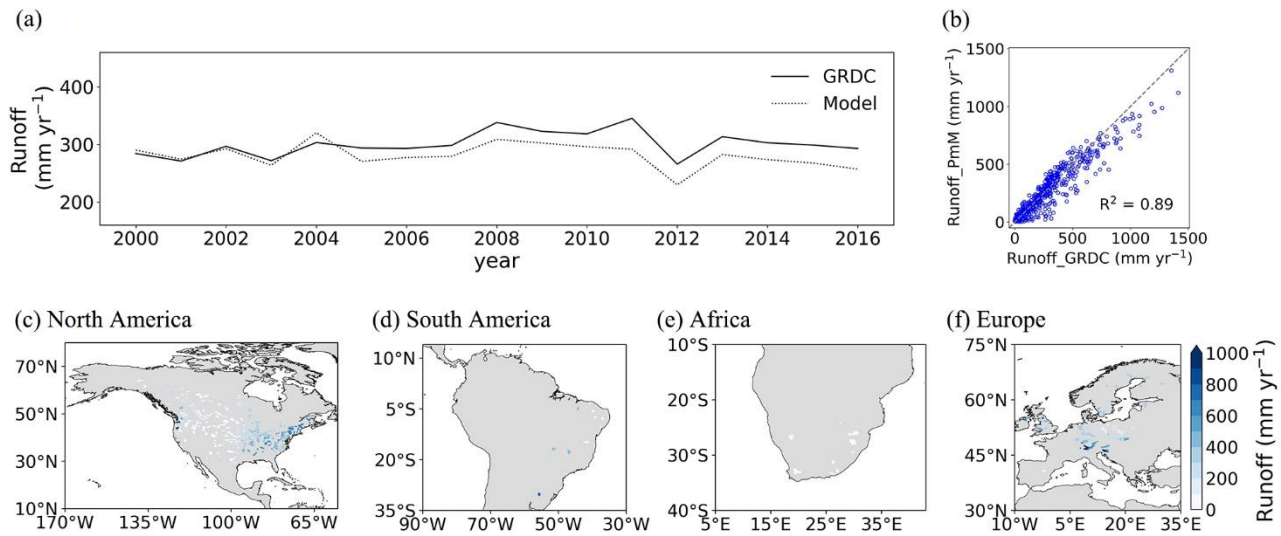 (a)
Runoff
(mm yr⁻¹)
400
300
200
GRDC
Model
2000 2002 2004 2006 2008 2010 2012 2014 2016
year
(b)
Runoff_PmM (mm yr⁻¹)
1500
1000
500
0
R² = 0.89
0 500 1000 1500
Runoff_GRDC (mm yr⁻¹)
(c) North America
70°N
50°N
30°N
10°N
170°W 135°W 100°W 65°W
(d) South America
10°N
5°S
20°S
35°S
90°W 70°W 50°W 30°W
(e) Africa
10°S
20°S
30°S
40°S
5°E 15°E 25°E 35°E
(f) Europe
75°N
60°N
45°N
30°N
10°W 5°E 20°E 35°E
1000
800
600
400
200
0
Runoff (mm yr⁻¹)